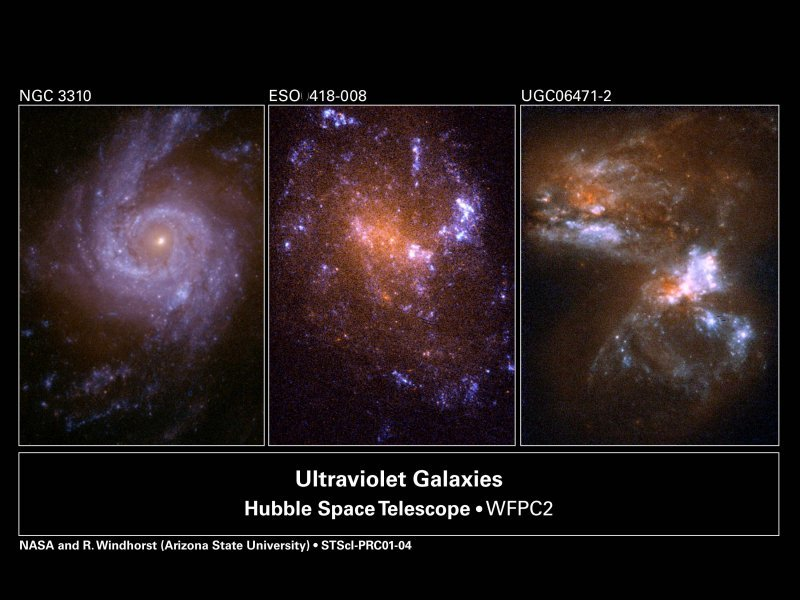 NGC 3310
ESO 418-008
UGC06471-2
Ultraviolet Galaxies
Hubble Space Telescope • WFPC2
NASA and R. Windhorst (Arizona State University) • STScI-PRC01-04